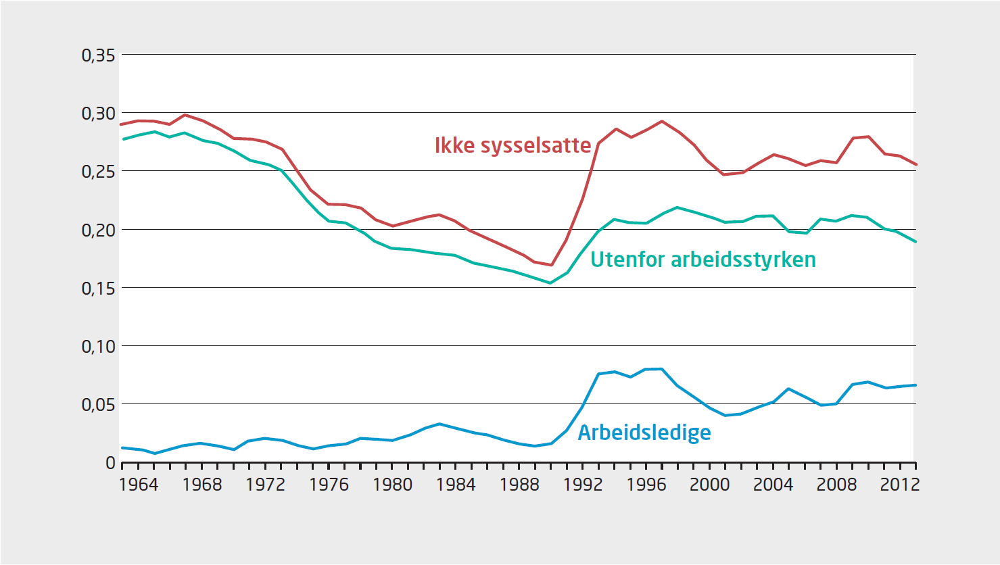 0,35
0,30
Ikke sysselsatte
0,25
0,20
Utenfor arbeidsstyrken
0,15
0,10
0,05
Arbeidsledige
0
1964 1968 1972 1976 1980 1984 1988 1992 1996 2000 2004 2008 2012